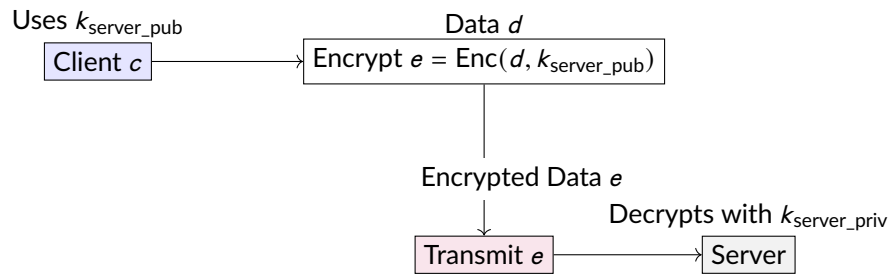 Uses k_server_pub
Data d
Client c
Encrypt e = Enc(d, k_server_pub)
Encrypted Data e
Decrypts with k_server_priv
Transmit e
Server